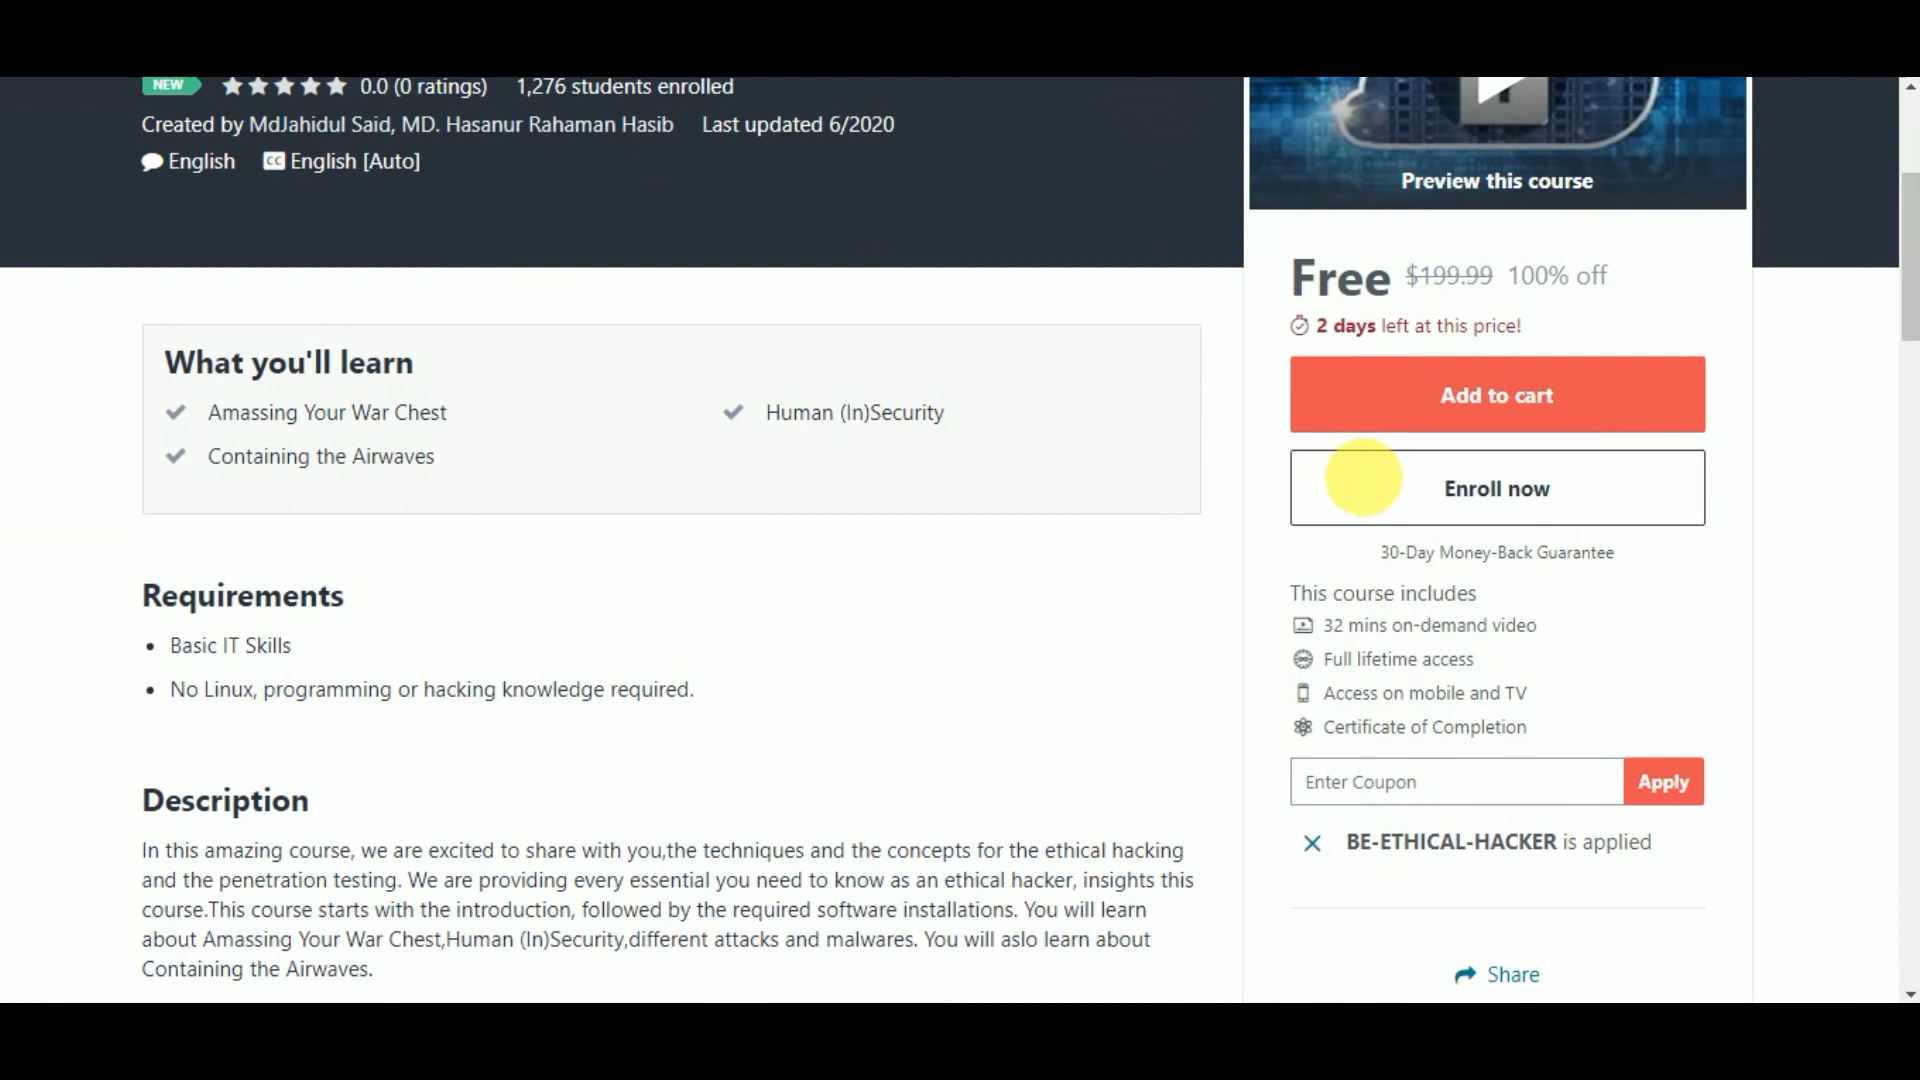 NEW 0.0 (0 ratings) 1,276 students enrolled
Created by MdJahidul Said, MD. Hasanur Rahaman Hasib Last updated 6/2020
English CC English [Auto]
What you'll learn
Amassing Your War Chest
Human (In)Security
Containing the Airwaves
Requirements
Basic IT Skills
No Linux, programming or hacking knowledge required.
Description
In this amazing course, we are excited to share with you,the techniques and the concepts for the ethical hacking
and the penetration testing. We are providing every essential you need to know as an ethical hacker, insights this
course.This course starts with the introduction, followed by the required software installations. You will learn
about Amassing Your War Chest,Human (In)Security,different attacks and malwares. You will aslo learn about
Containing the Airwaves.
Preview this course
Free $199.99 100% off
2 days left at this price!
Add to cart
Enroll now
30-Day Money-Back Guarantee
This course includes
32 mins on-demand video
Full lifetime access
Access on mobile and TV
Certificate of Completion
Enter Coupon Apply
BE-ETHICAL-HACKER is applied
Share